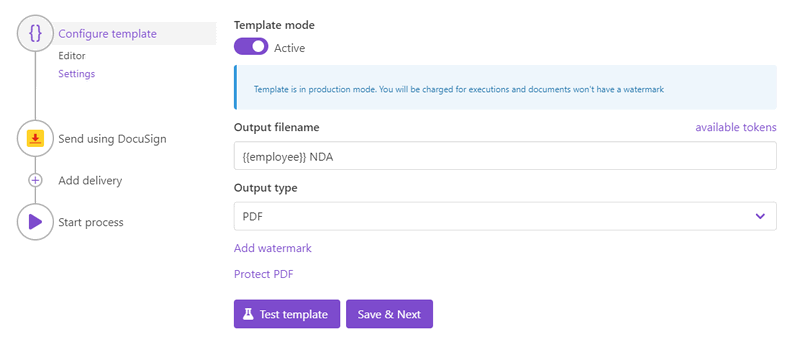 {} Configure template
Editor
Settings
Send using DocuSign
Add delivery
Start process
Template mode
Active
Template is in production mode. You will be charged for executions and documents won't have a watermark
Output filename
available tokens
{{employee}} NDA
Output type
PDF
Add watermark
Protect PDF
Test template
Save & Next